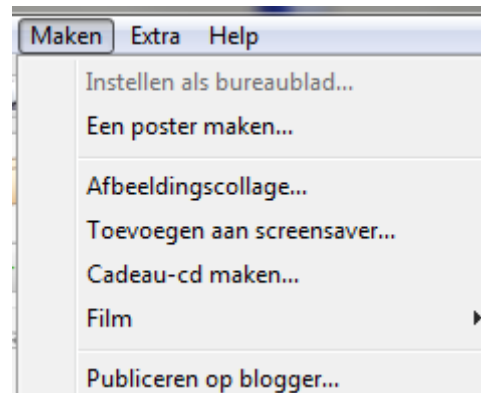 Maken Extra Help
Instellen als bureaublad...
Een poster maken...
Afbeeldingscollage...
Toevoegen aan screensaver...
Cadeau-cd maken...
Film
Publiceren op blogger...